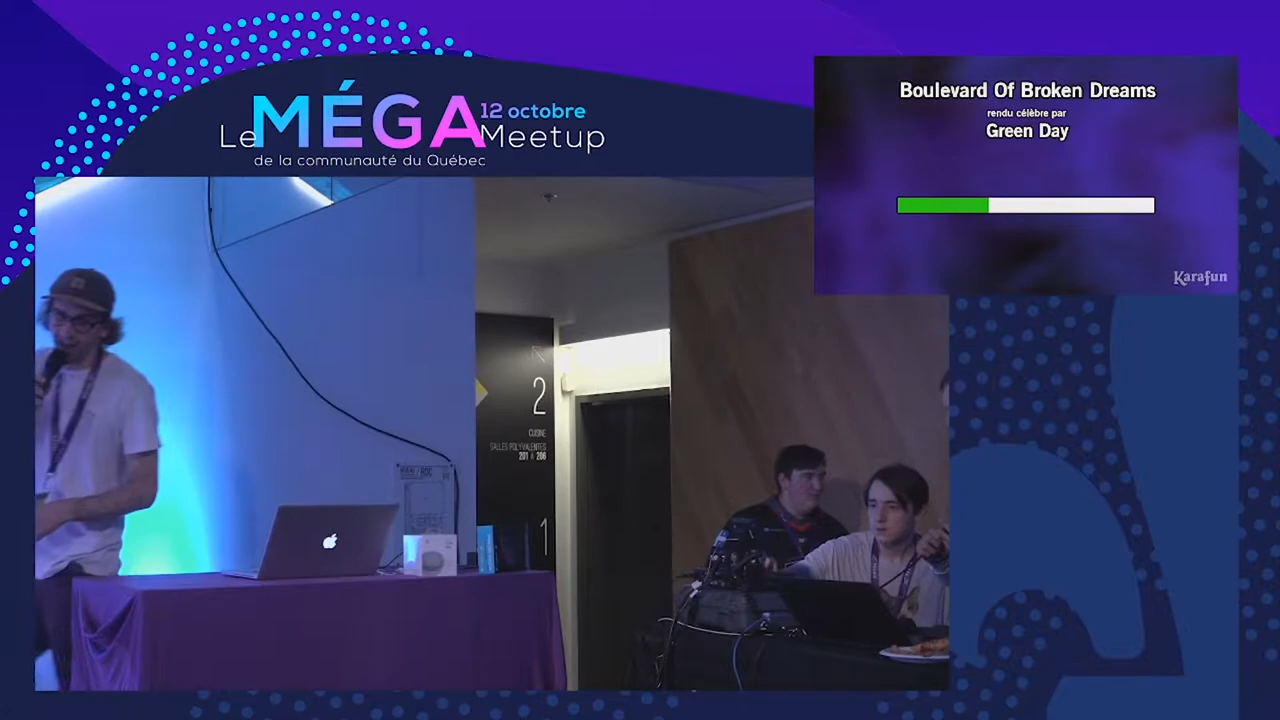 Le MÉGA Meetup
12 octobre
de la communauté du Québec
Boulevard Of Broken Dreams
rendu célèbre par
Green Day
Karafun
2
CUISINE
SALLES POLYVALENTES
201 À 206
1